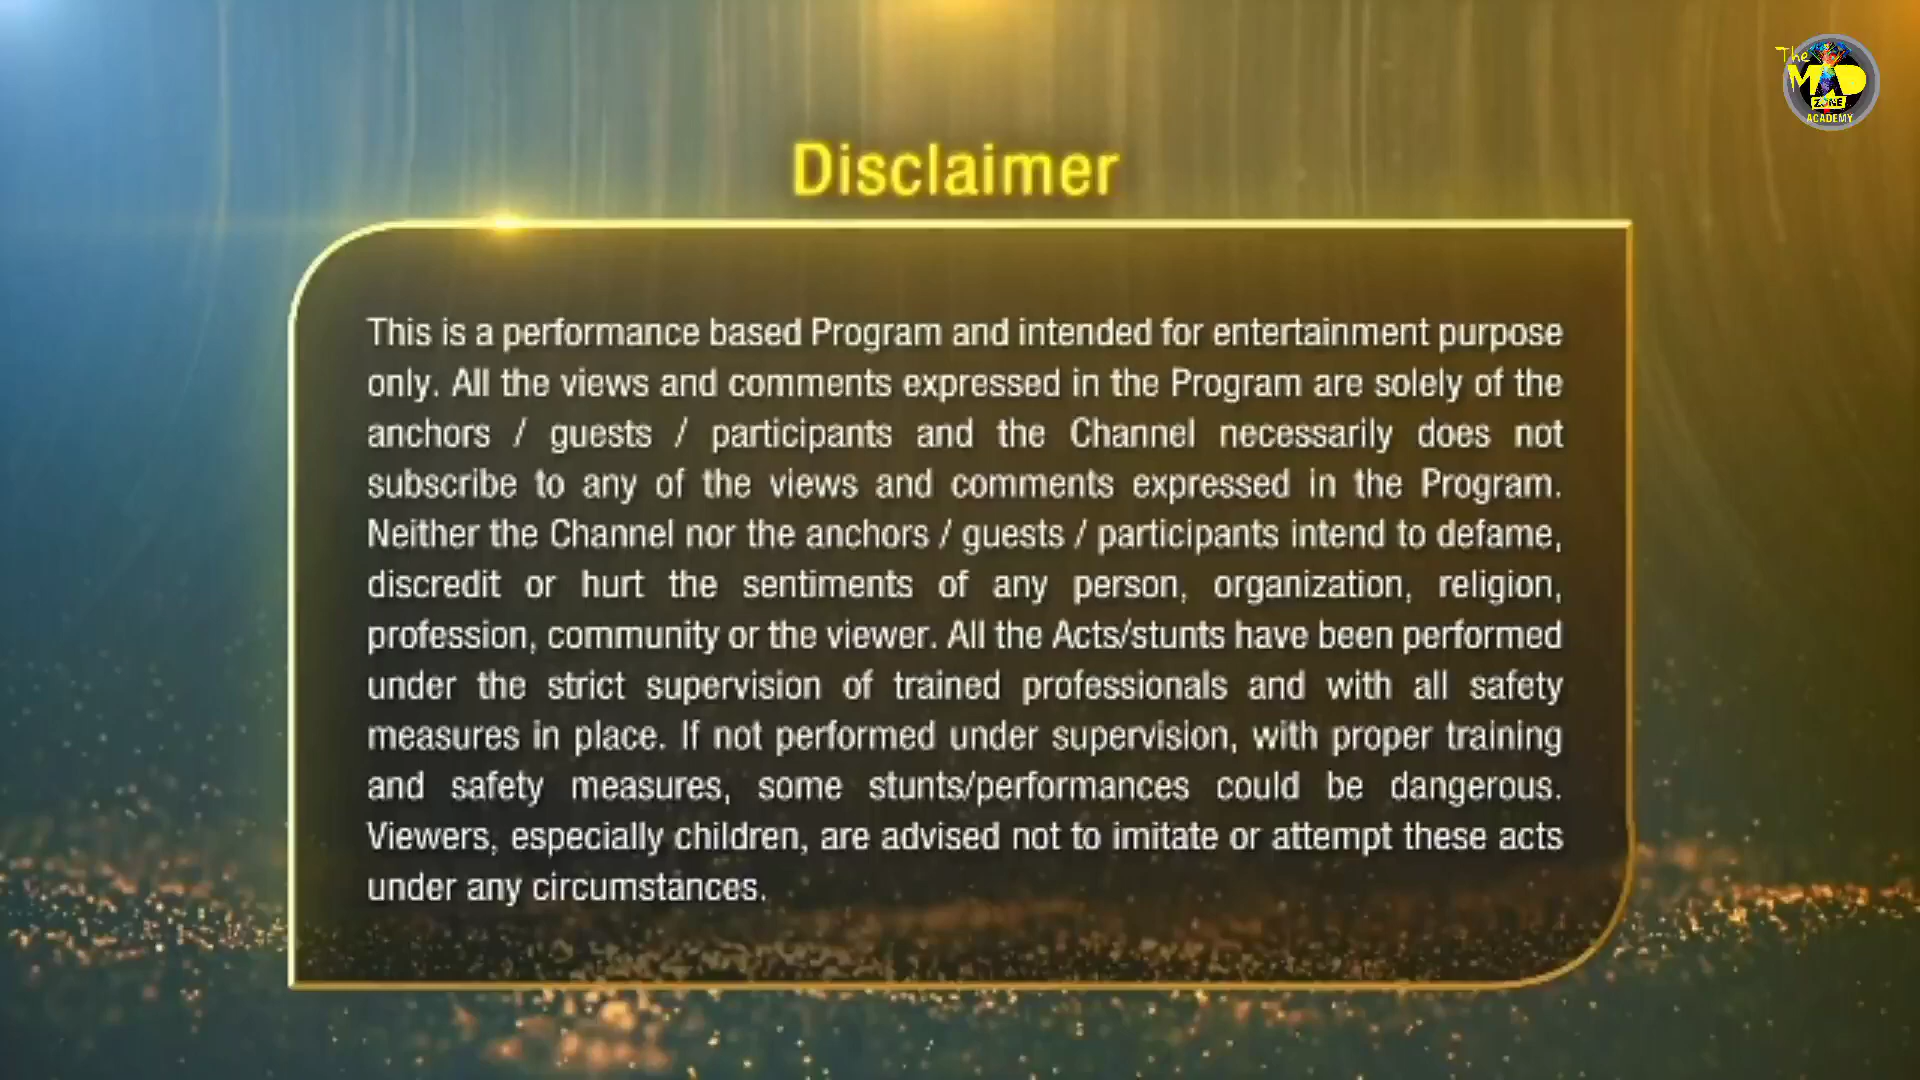 The
MAD
ZONE
ACADEMY
Disclaimer
This is a performance based Program and intended for entertainment purpose
only. All the views and comments expressed in the Program are solely of the
anchors / guests / participants and the Channel necessarily does not
subscribe to any of the views and comments expressed in the Program.
Neither the Channel nor the anchors / guests / participants intend to defame,
discredit or hurt the sentiments of any person, organization, religion,
profession, community or the viewer. All the Acts/stunts have been performed
under the strict supervision of trained professionals and with all safety
measures in place. If not performed under supervision, with proper training
and safety measures, some stunts/performances could be dangerous.
Viewers, especially children, are advised not to imitate or attempt these acts
under any circumstances.